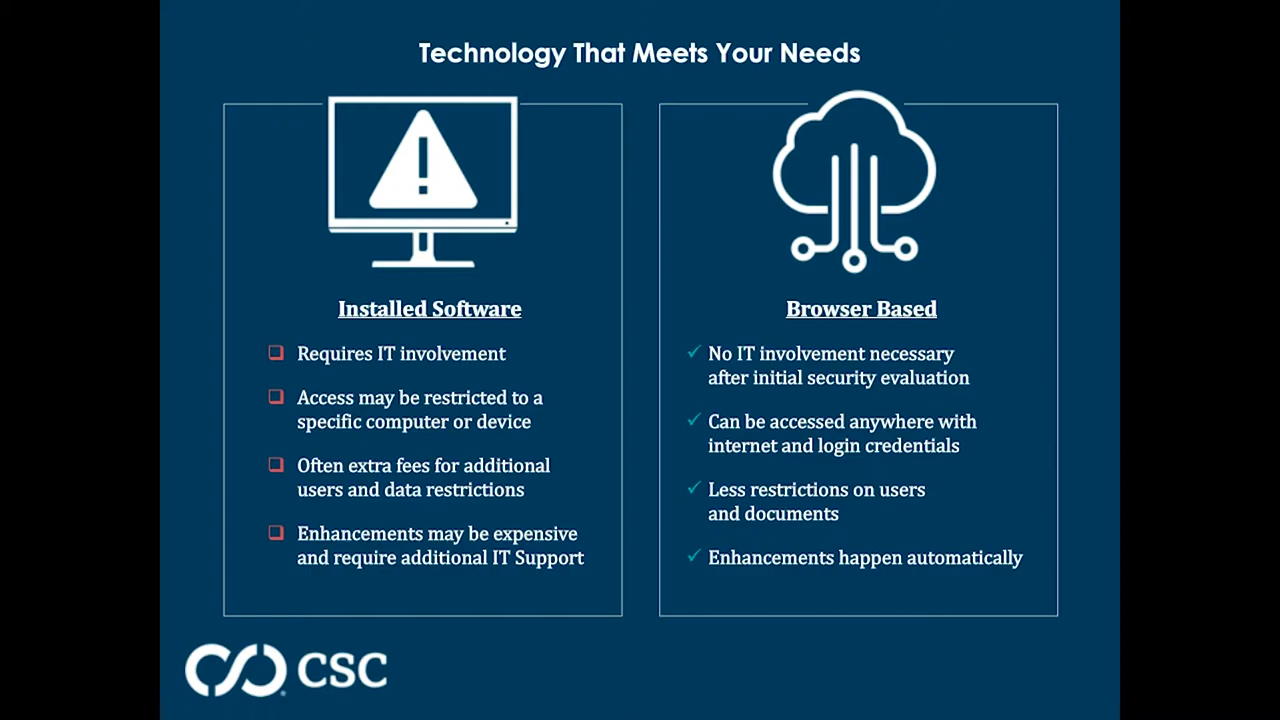 Technology That Meets Your Needs
Installed Software
Requires IT involvement
Access may be restricted to a
specific computer or device
Often extra fees for additional
users and data restrictions
Enhancements may be expensive
and require additional IT Support
Browser Based
No IT involvement necessary
after initial security evaluation
Can be accessed anywhere with
internet and login credentials
Less restrictions on users
and documents
Enhancements happen automatically
CSC